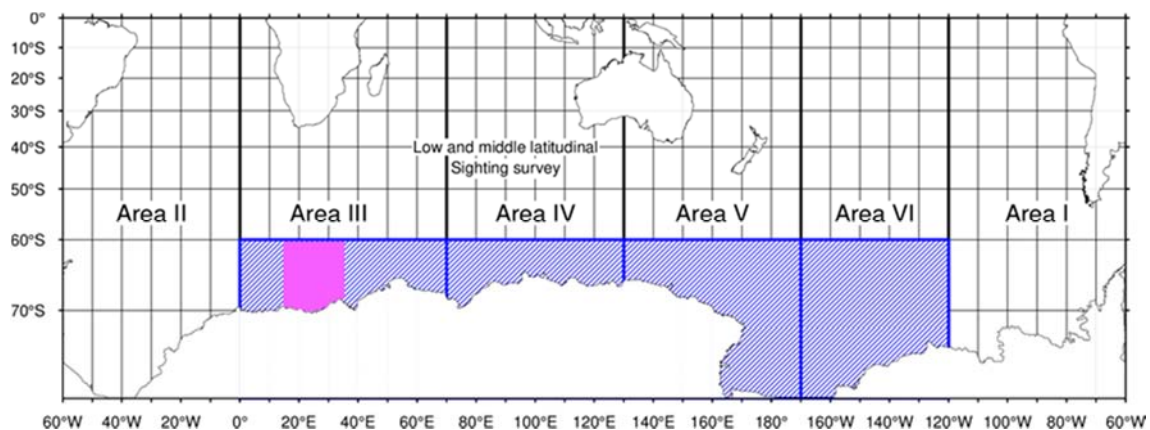 0°
10°S
20°S
30°S
40°S
50°S
60°S
70°S
Low and middle latitudinal
Sighting survey
Area II
Area III
Area IV
Area V
Area VI
Area I
60°W 40°W 20°W 0° 20°E 40°E 60°E 80°E 100°E 120°E 140°E 160°E 180° 160°W 140°W 120°W 100°W 80°W 60°W